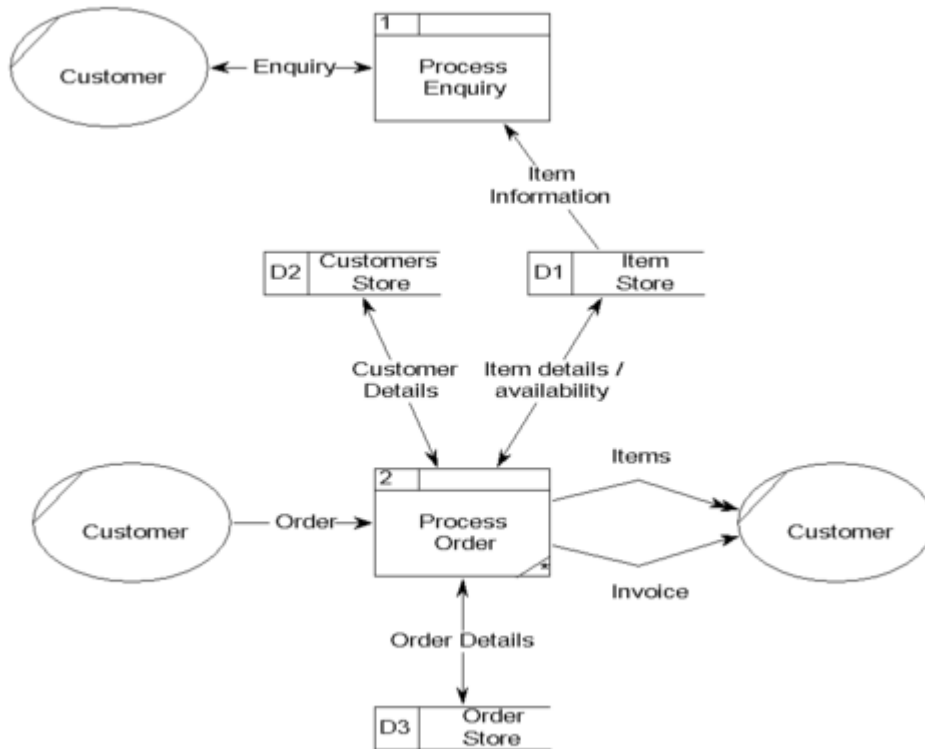 1
Customer
Enquiry
Process
Enquiry
Item
Information
D2
Customers
Store
D1
Item
Store
Customer
Details
Item details /
availability
Items
2
Customer
Order
Process
Order
*
Customer
Invoice
Order Details
D3
Order
Store